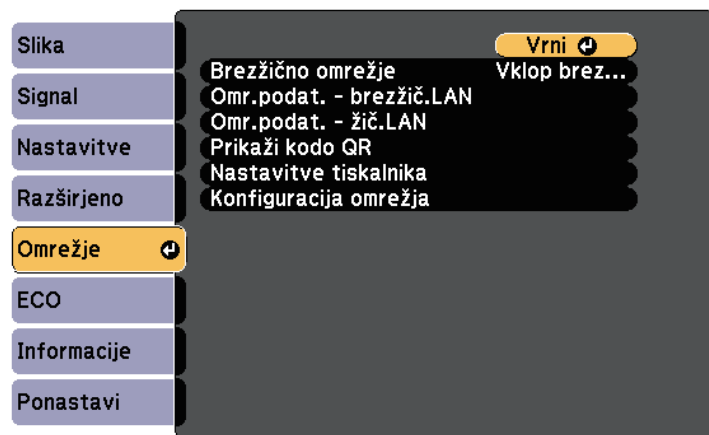 Slika
Signal
Nastavitve
Razširjeno
Omrežje
ECO
Informacije
Ponastavi
Vrni
Brezžično omrežje Vklop brez...
Omr.podat. - brezžič.LAN
Omr.podat. - žič.LAN
Prikaži kodo QR
Nastavitve tiskalnika
Konfiguracija omrežja